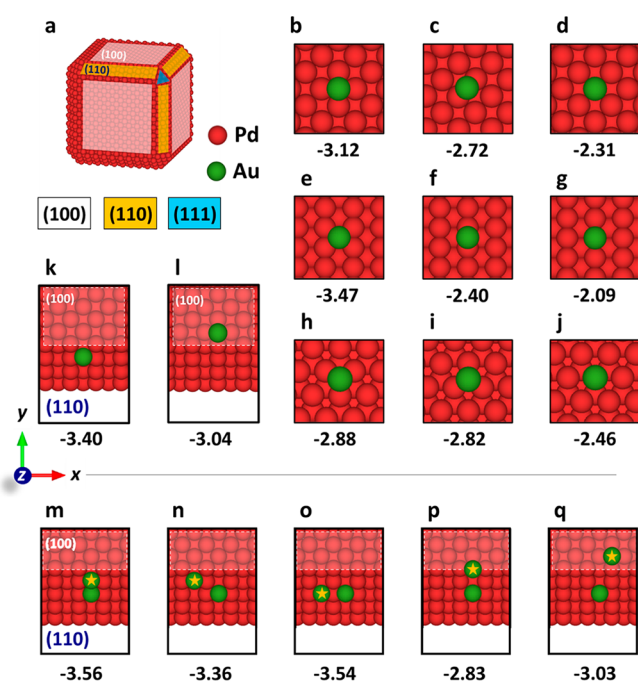 a
b
c
d
(100)
(110)
Pd
Au
-3.12
-2.72
-2.31
(100)
(110)
(111)
e
f
g
-3.47
-2.40
-2.09
k
l
(100)
(100)
(110)
-3.40
-3.04
h
i
j
-2.88
-2.82
-2.46
y
z
x
m
n
o
p
q
(100)
(110)
-3.56
-3.36
-3.54
-2.83
-3.03